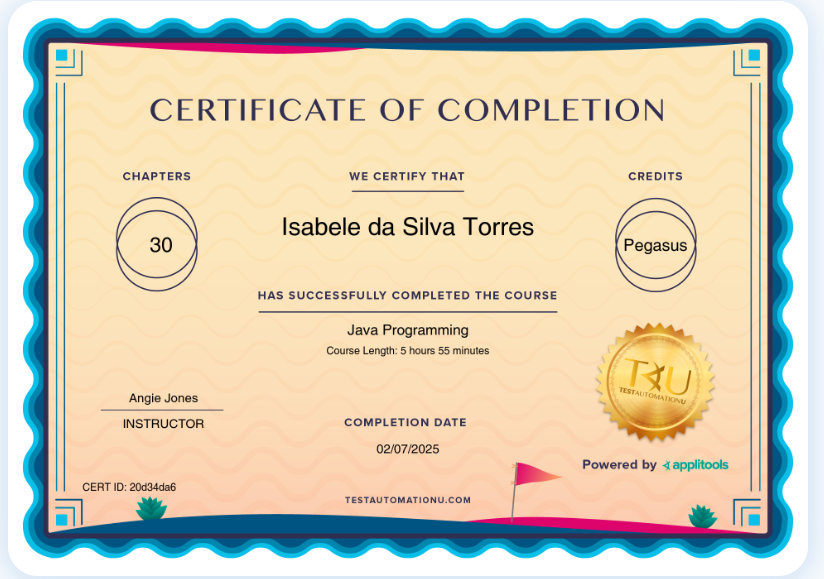 CERTIFICATE OF COMPLETION
CHAPTERS
30
WE CERTIFY THAT
Isabele da Silva Torres
CREDITS
Pegasus
HAS SUCCESSFULLY COMPLETED THE COURSE
Java Programming
Course Length: 5 hours 55 minutes
TAU
TESTAUTOMATIONU
Angie Jones
INSTRUCTOR
COMPLETION DATE
02/07/2025
Powered by applitools
CERT ID: 20d34da6
TESTAUTOMATIONU.COM